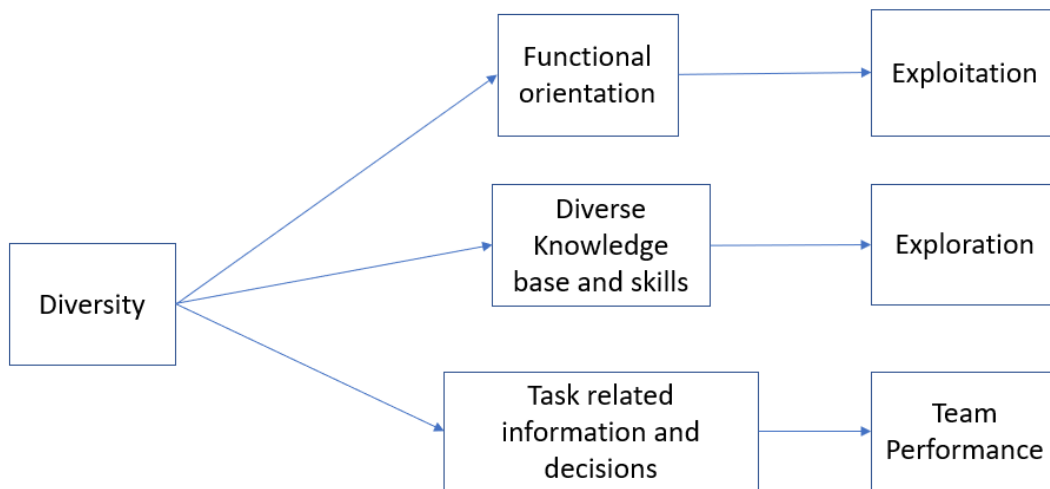 Functional
orientation
Exploitation
Diverse
Knowledge
base and skills
Exploration
Diversity
Task related
information and
decisions
Team
Performance